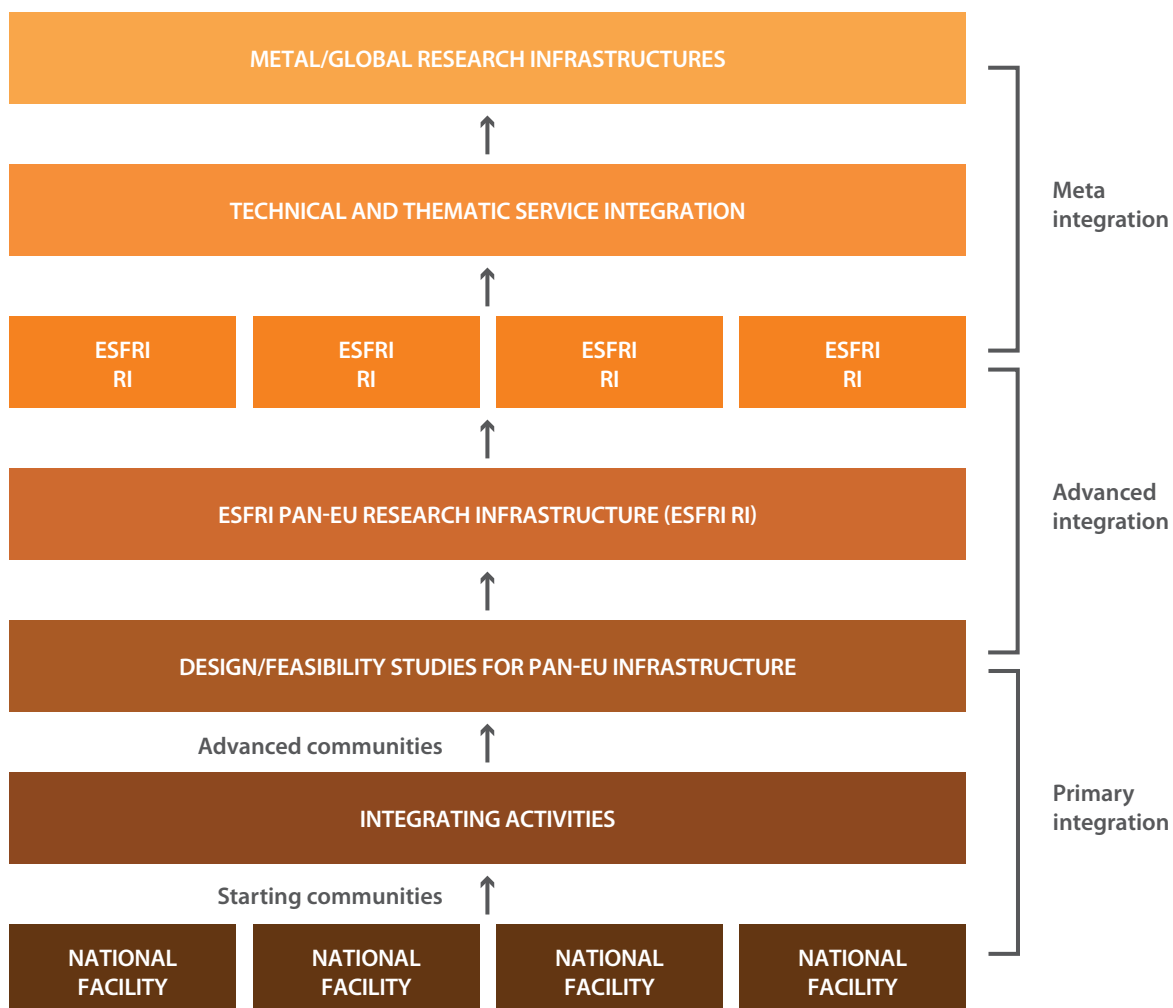 METAL/GLOBAL RESEARCH INFRASTRUCTURES
Meta
integration
TECHNICAL AND THEMATIC SERVICE INTEGRATION
ESFRI
RI
ESFRI
RI
ESFRI
RI
ESFRI
RI
Advanced
integration
ESFRI PAN-EU RESEARCH INFRASTRUCTURE (ESFRI RI)
DESIGN/FEASIBILITY STUDIES FOR PAN-EU INFRASTRUCTURE
Advanced communities
Primary
integration
INTEGRATING ACTIVITIES
Starting communities
NATIONAL
FACILITY
NATIONAL
FACILITY
NATIONAL
FACILITY
NATIONAL
FACILITY